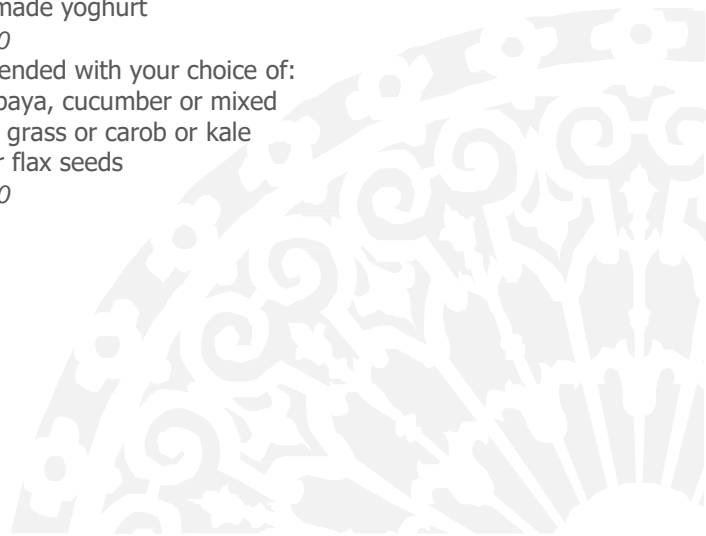 made yoghurt
0
ended with your choice of:
paya, cucumber or mixed
grass or carob or kale
r flax seeds
0